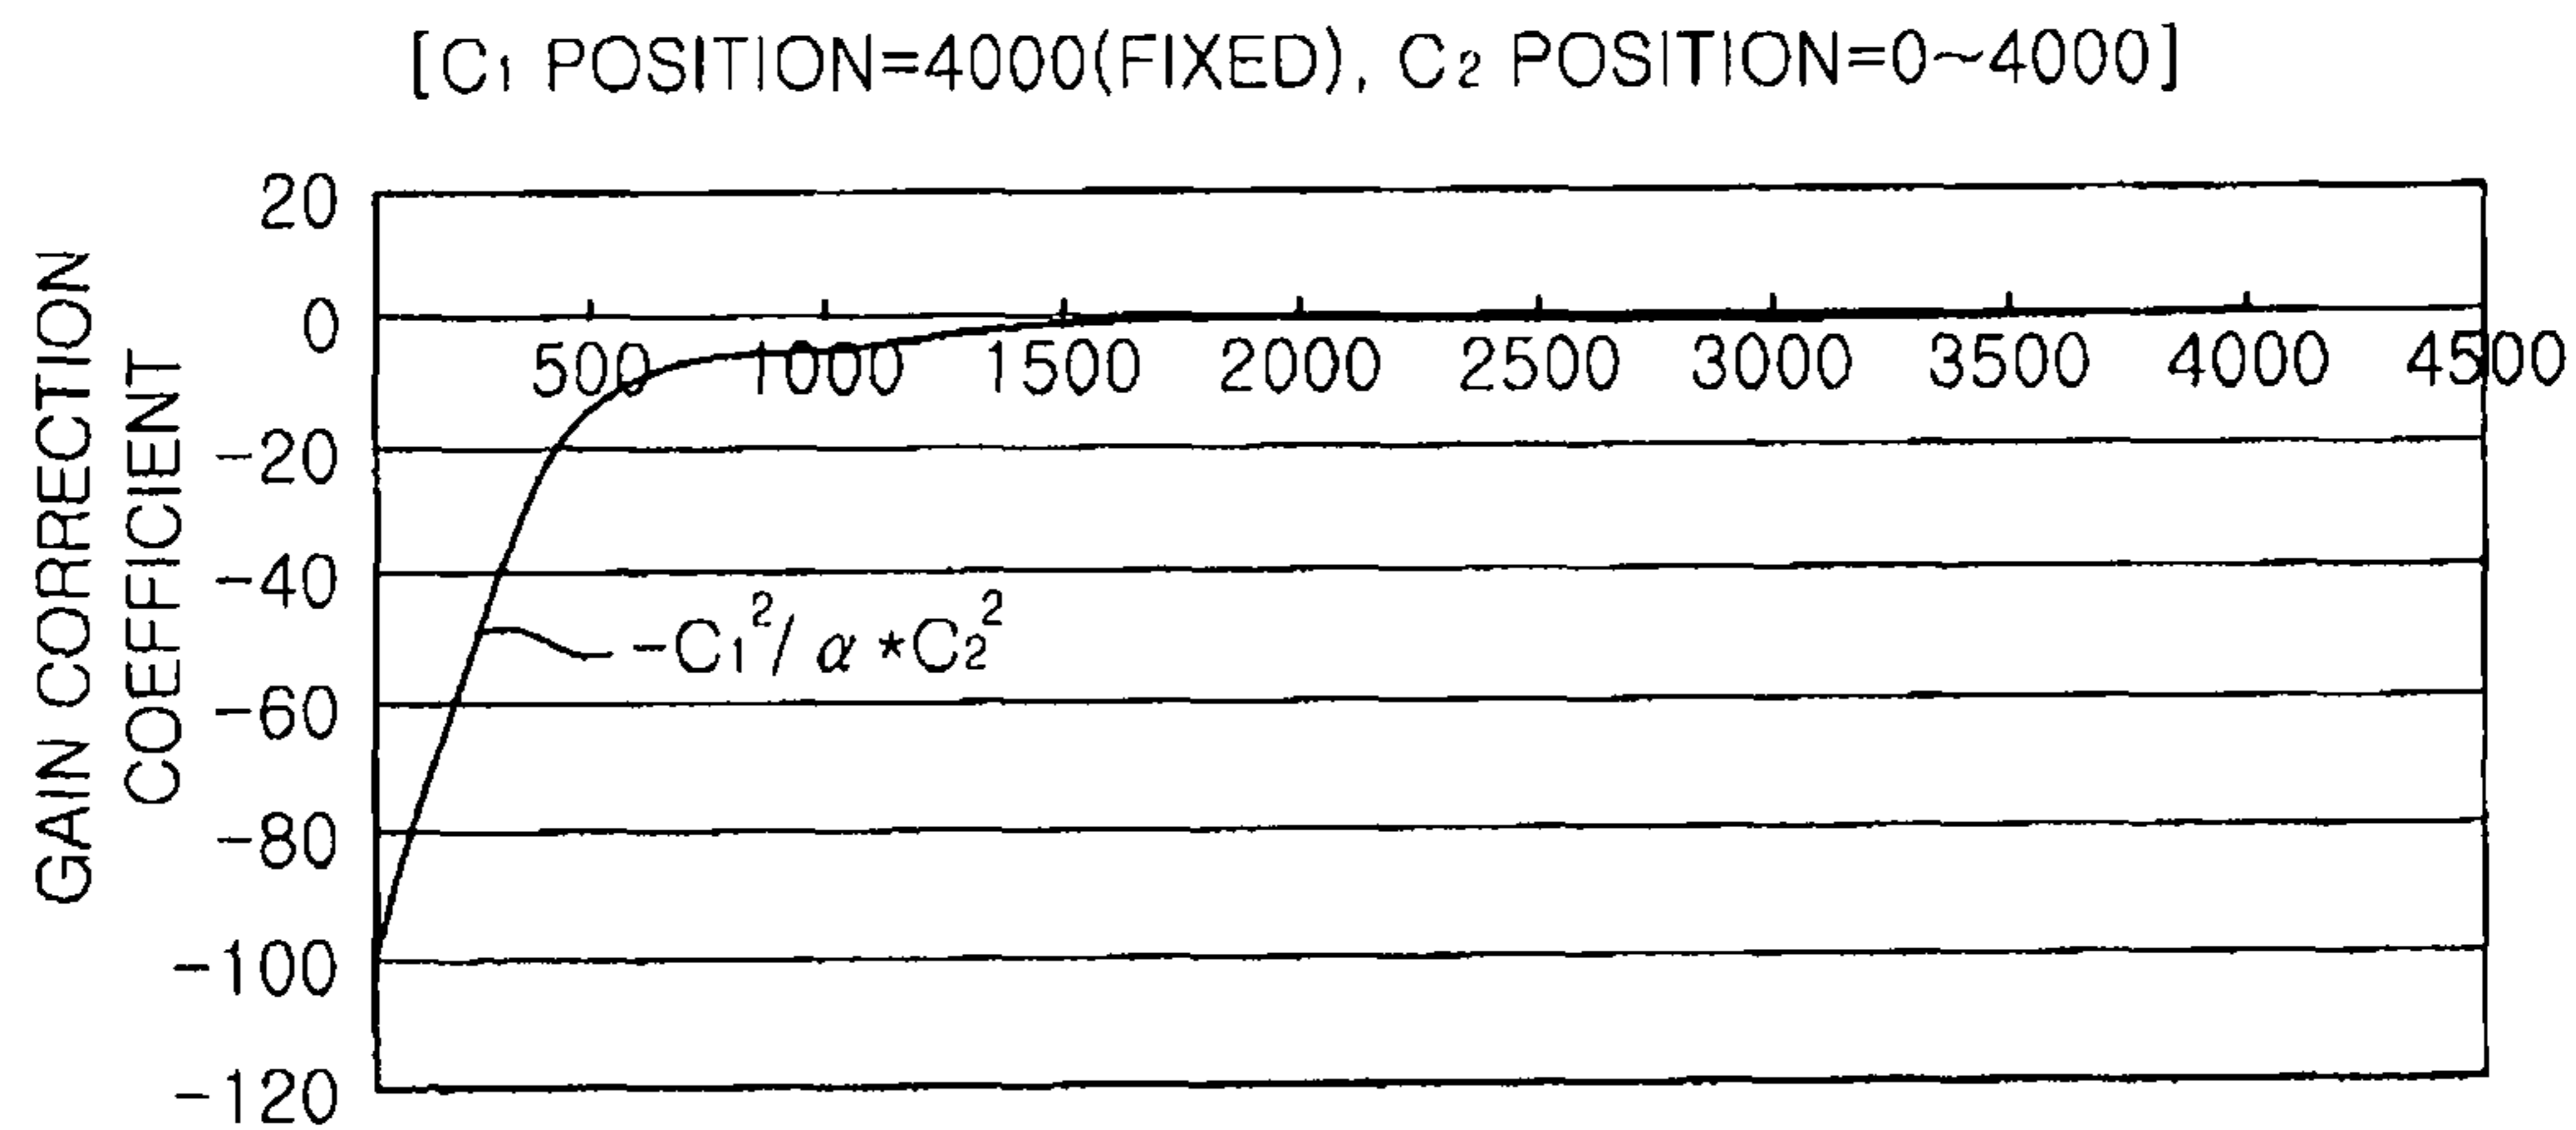 [C1 POSITION=4000(FIXED), C2 POSITION=0~4000]
GAIN CORRECTION
COEFFICIENT
20
0
-20
-40
-60
-80
-100
-120
500 1000 1500 2000 2500 3000 3500 4000 4500
-C1²/ α *C2²